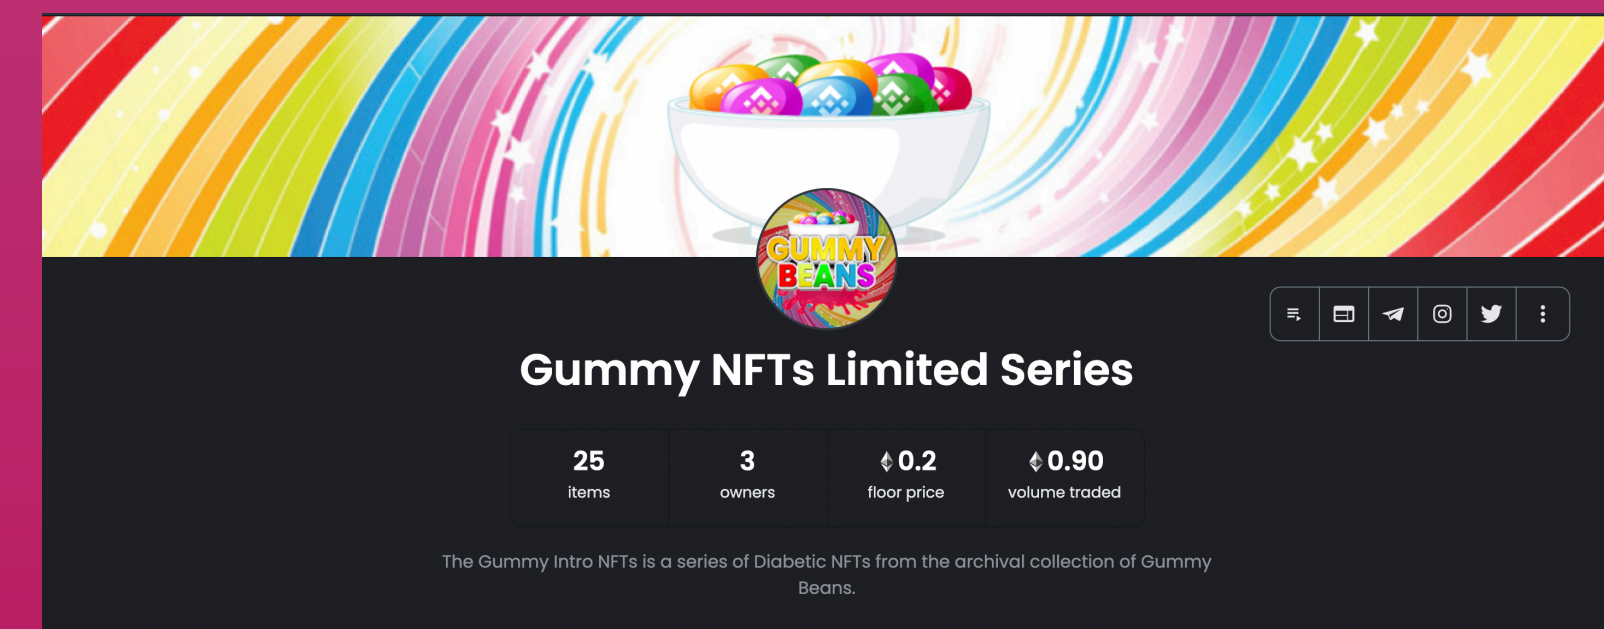 GUMMY
BEANS
Gummy NFTs Limited Series
25
items
3
owners
0.2
floor price
0.90
volume traded
The Gummy Intro NFTs is a series of Diabetic NFTs from the archival collection of Gummy
Beans.